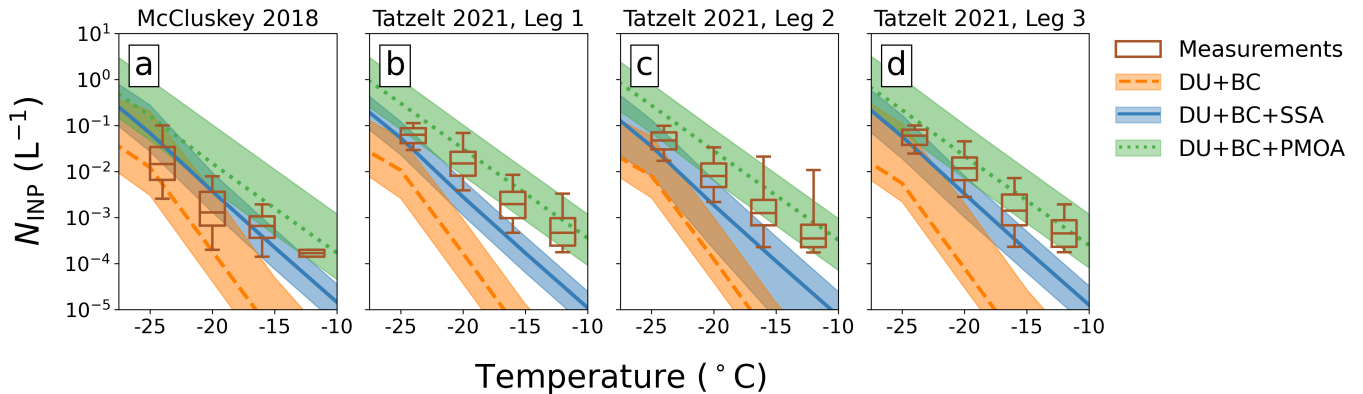 McCluskey 2018
Tatzelt 2021, Leg 1
Tatzelt 2021, Leg 2
Tatzelt 2021, Leg 3
a
b
c
d
10¹
10⁰
10⁻¹
10⁻²
10⁻³
10⁻⁴
10⁻⁵
N_INP (L⁻¹)
-25 -20 -15 -10
-25 -20 -15 -10
-25 -20 -15 -10
-25 -20 -15 -10
Temperature (°C)
Measurements
DU+BC
DU+BC+SSA
DU+BC+PMOA